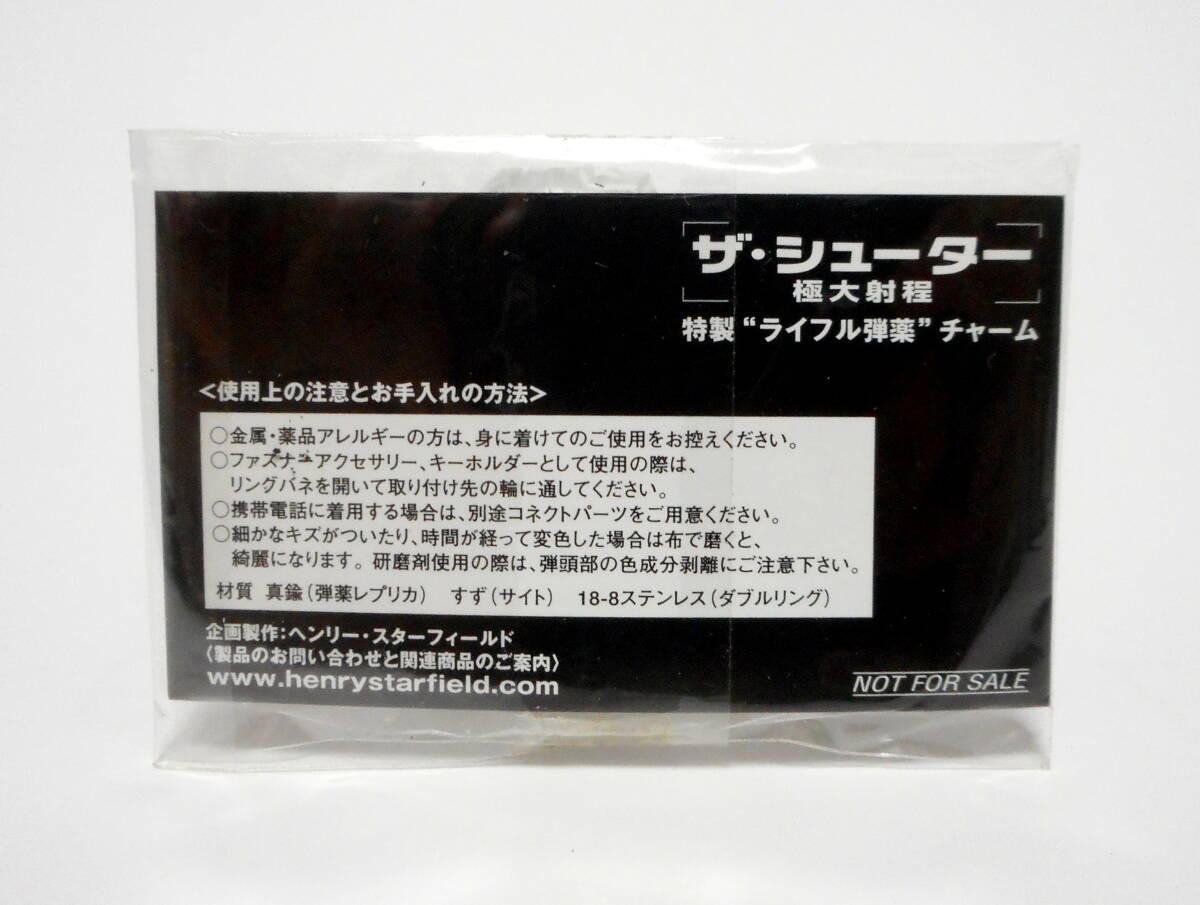 ザ・シューター
極大射程
特製“ライフル弾薬”チャーム
<使用上の注意とお手入れの方法>
○金属・薬品アレルギーの方は、身に着けてのご使用をお控えください。
○ファスナーアクセサリー、キーホルダーとして使用の際は、
リングバネを開いて取り付け先の輪に通してください。
○携帯電話に着用する場合は、別途コネクトパーツをご用意ください。
○細かなキズがついたり、時間が経って変色した場合は布で磨くと、
綺麗になります。研磨剤使用の際は、弾頭部の色成分剥離にご注意下さい。
材質 真鍮(弾薬レプリカ) すず(サイト) 18-8ステンレス(ダブルリング)
企画製作:ヘンリー・スターフィールド
〈製品のお問い合わせと関連商品のご案内〉
www.henrystarfield.com
NOT FOR SALE